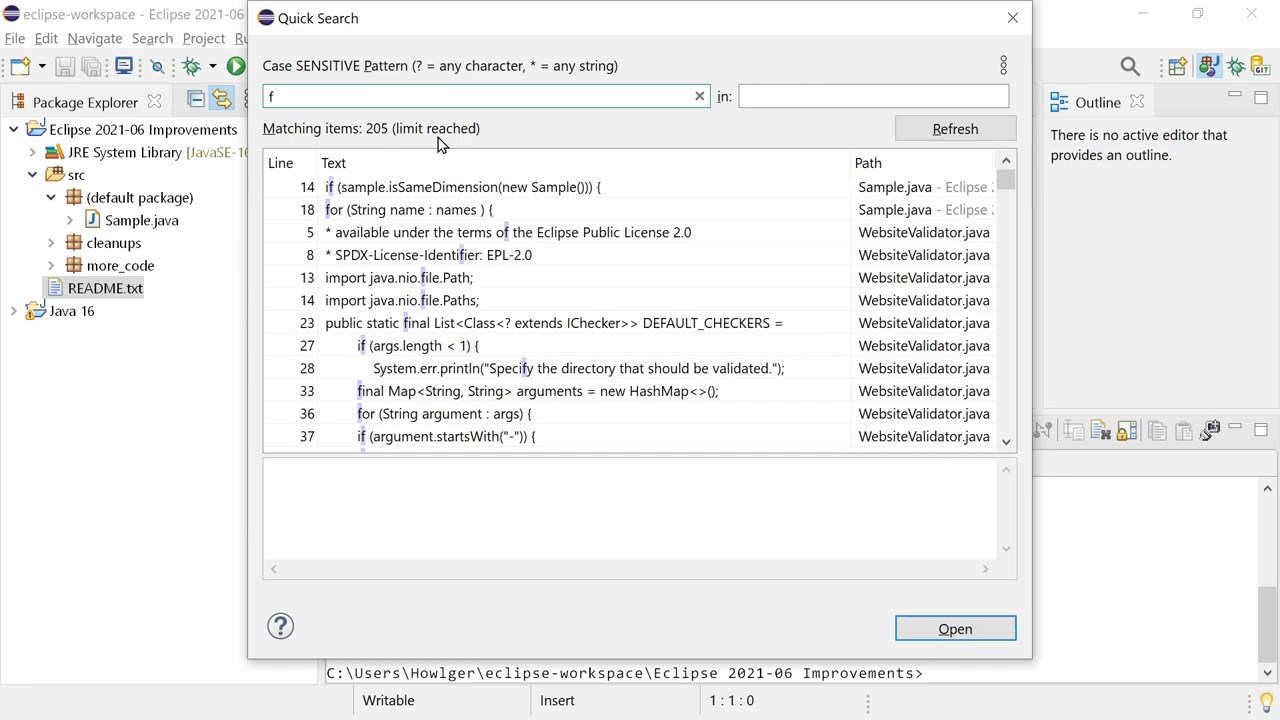 eclipse-workspace - Eclipse 2021-06
File Edit Navigate Search Project Ru
Package Explorer
Eclipse 2021-06 Improvements
JRE System Library [JavaSE-16
src
(default package)
Sample.java
cleanups
more_code
README.txt
Java 16
Quick Search
Case SENSITIVE Pattern (? = any character, * = any string)
f
in:
Matching items: 205 (limit reached)
Refresh
Line Text Path
14 if (sample.isSameDimension(new Sample())) { Sample.java - Eclipse
18 for (String name : names ) { Sample.java - Eclipse
5 * available under the terms of the Eclipse Public License 2.0 WebsiteValidator.java
8 * SPDX-License-Identifier: EPL-2.0 WebsiteValidator.java
13 import java.nio.file.Path; WebsiteValidator.java
14 import java.nio.file.Paths; WebsiteValidator.java
23 public static final List<Class<? extends IChecker>> DEFAULT_CHECKERS = WebsiteValidator.java
27 if (args.length < 1) { WebsiteValidator.java
28 System.err.println("Specify the directory that should be validated."); WebsiteValidator.java
33 final Map<String, String> arguments = new HashMap<>(); WebsiteValidator.java
36 for (String argument : args) { WebsiteValidator.java
37 if (argument.startsWith("-")) { WebsiteValidator.java
Open
Outline
There is no active editor that
provides an outline.
C:\Users\Howlger\eclipse-workspace\Eclipse 2021-06 Improvements>
Writable Insert 1:1:0